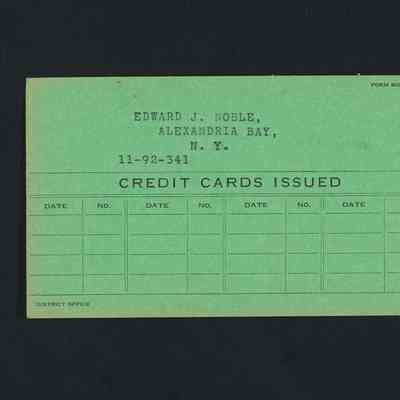 FORM
EDWARD J. NOBLE,
ALEXANDRIA BAY,
N. Y.
11-92-341
CREDIT CARDS ISSUED
DATE NO. DATE NO. DATE NO. DATE
DISTRICT OFFICE